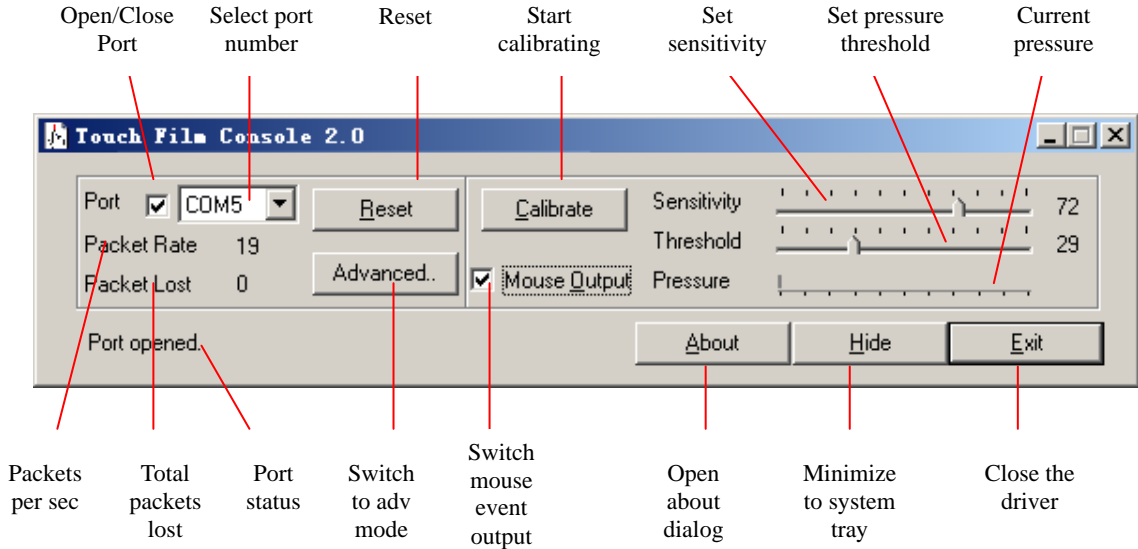 Open/Close
Port
Select port
number
Reset
Start
calibrating
Set
sensitivity
Set pressure
threshold
Current
pressure
Touch Film Console 2.0
Port
COM5
Reset
Calibrate
Sensitivity
72
Packet Rate
19
Threshold
29
Packet Lost
0
Advanced..
Mouse Output
Pressure
Port opened.
About
Hide
Exit
Packets
per sec
Total
packets
lost
Port
status
Switch
to adv
mode
Switch
mouse
event
output
Open
about
dialog
Minimize
to system
tray
Close the
driver